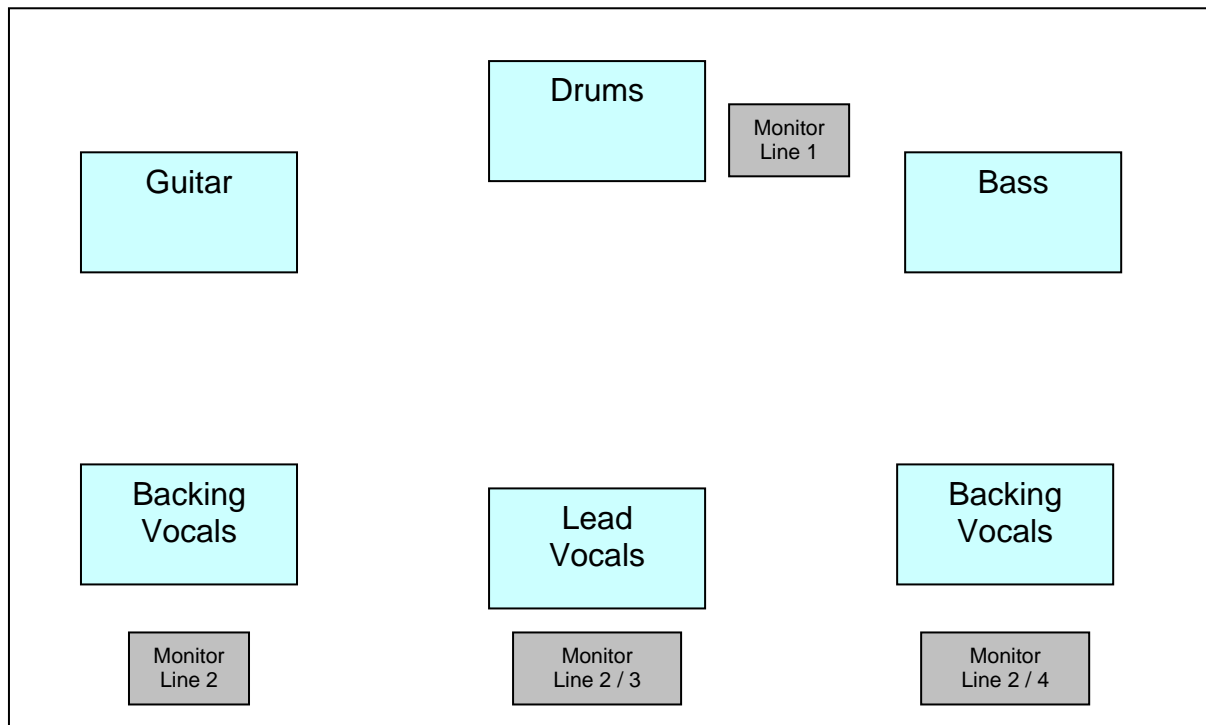 Drums
Monitor
Line 1
Guitar
Bass
Backing
Vocals
Lead
Vocals
Backing
Vocals
Monitor
Line 2
Monitor
Line 2 / 3
Monitor
Line 2 / 4